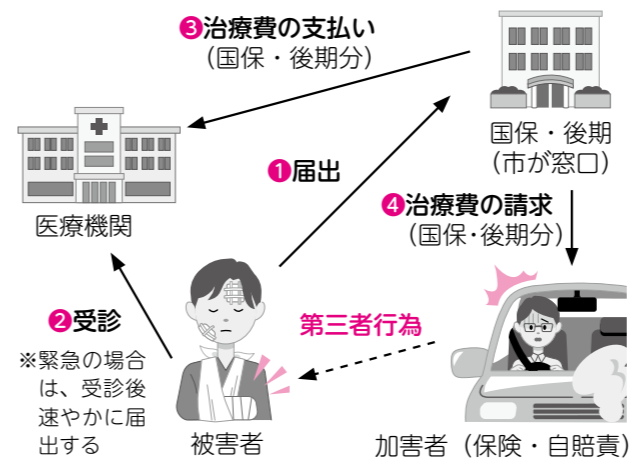 ❸治療費の支払い
（国保・後期分）
国保・後期
（市が窓口）
❶届出
医療機関
❹治療費の請求
（国保・後期分）
❷受診
※緊急の場合
は、受診後
速やかに届
出する
第三者行為
被害者
加害者（保険・自賠責）